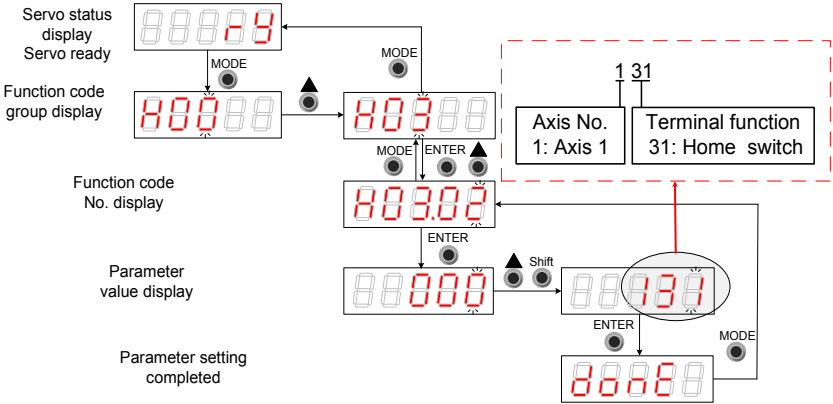 Servo status
display
Servo ready
ry
MODE
MODE
Function code
group display
H00
H03
1 31
Axis No.
1: Axis 1
Terminal function
31: Home switch
MODE
ENTER
Function code
No. display
H03.02
ENTER
Parameter
value display
000
Shift
131
ENTER
MODE
Parameter setting
completed
donE